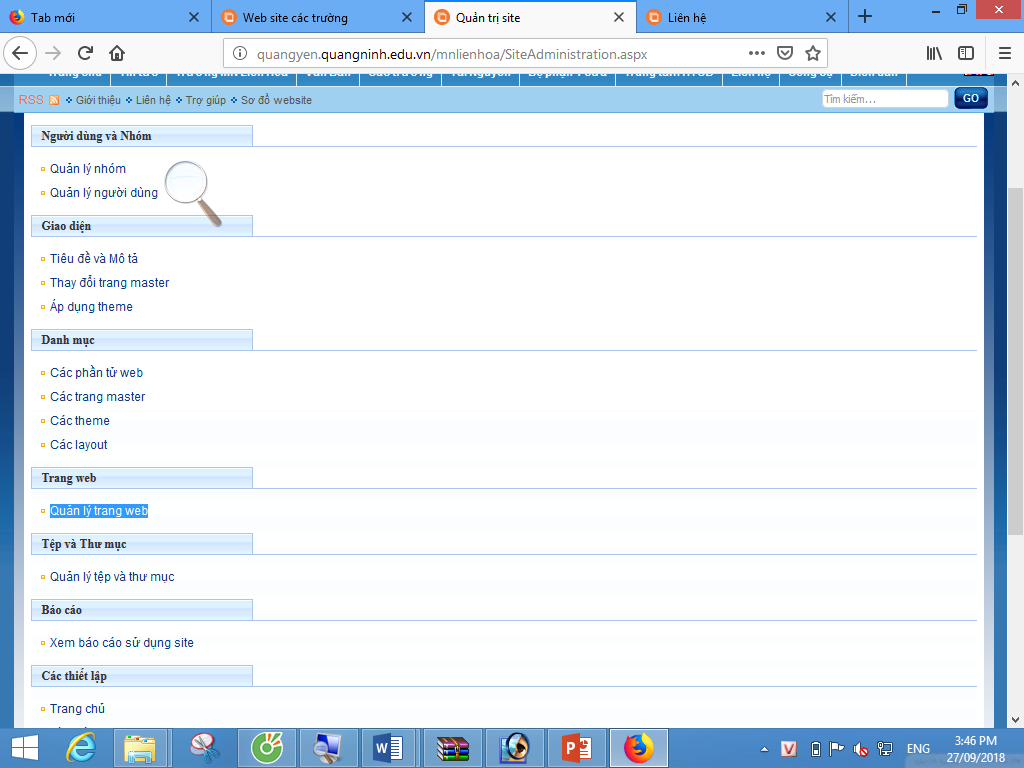 Tab mới
Web site các trường
Quản trị site
Liên hệ
quangyen.quangninh.edu.vn/mnlienhoa/SiteAdministration.aspx
RSS Giới thiệu Liên hệ Trợ giúp Sơ đồ website
Tìm kiếm... GO
Người dùng và Nhóm
Quản lý nhóm
Quản lý người dùng
Giao diện
Tiêu đề và Mô tả
Thay đổi trang master
Áp dụng theme
Danh mục
Các phần tử web
Các trang master
Các theme
Các layout
Trang web
Quản lý trang web
Tệp và Thư mục
Quản lý tệp và thư mục
Báo cáo
Xem báo cáo sử dụng site
Các thiết lập
Trang chủ
ENG
3:46 PM
27/09/2018